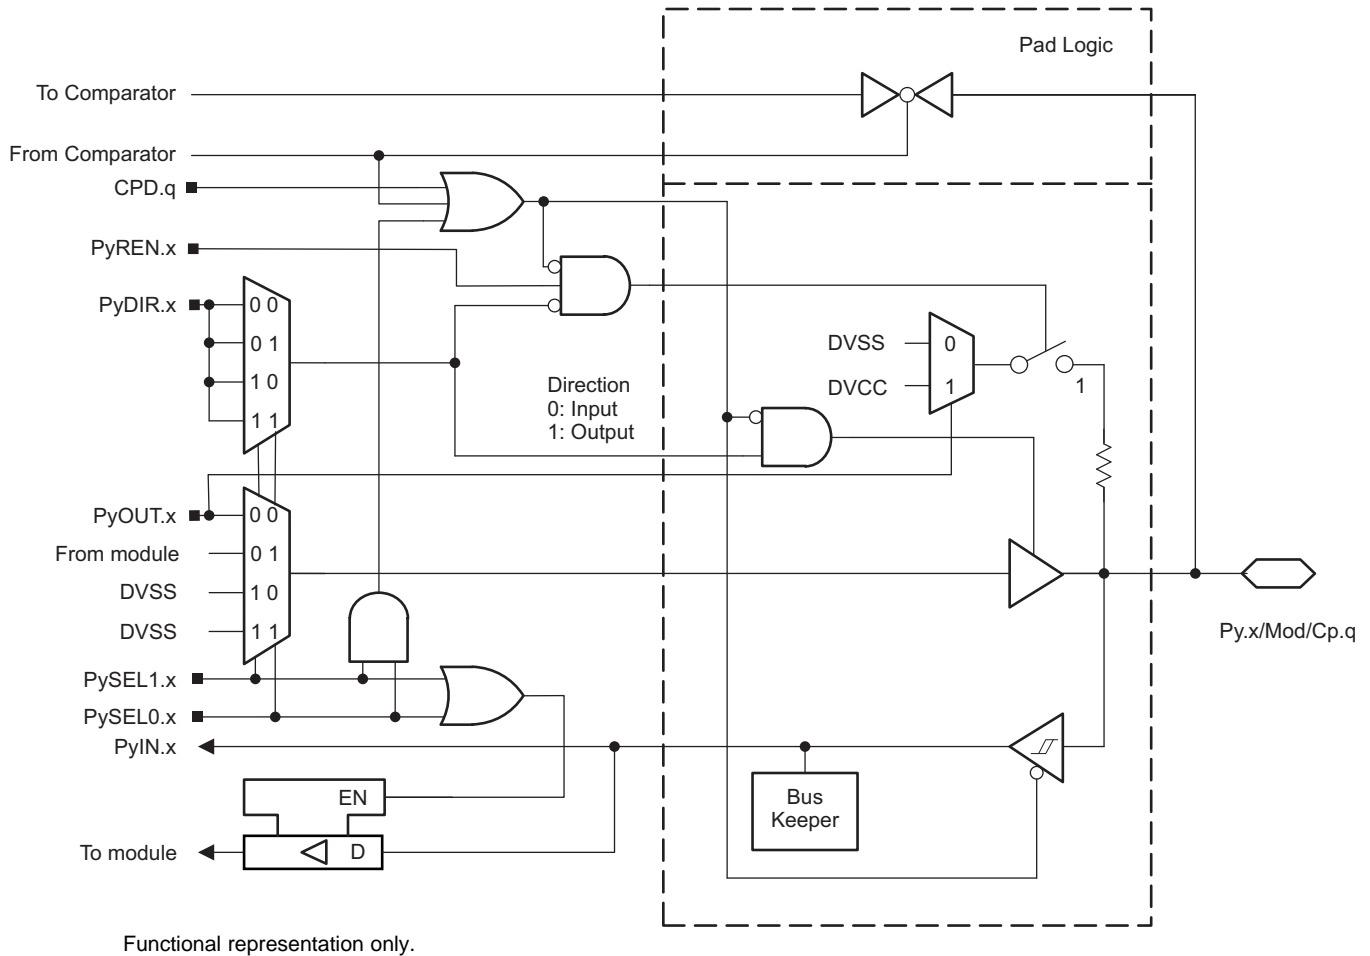 Pad Logic
To Comparator
From Comparator
CPD.q
PyREN.x
PyDIR.x
0 0
0 1
1 0
1 1
Direction
0: Input
1: Output
DVSS
0
DVCC
1
1
PyOUT.x
0 0
From module
0 1
DVSS
1 0
DVSS
1 1
Py.x/Mod/Cp.q
PySEL1.x
PySEL0.x
PyIN.x
Bus
Keeper
EN
To module
D
Functional representation only.